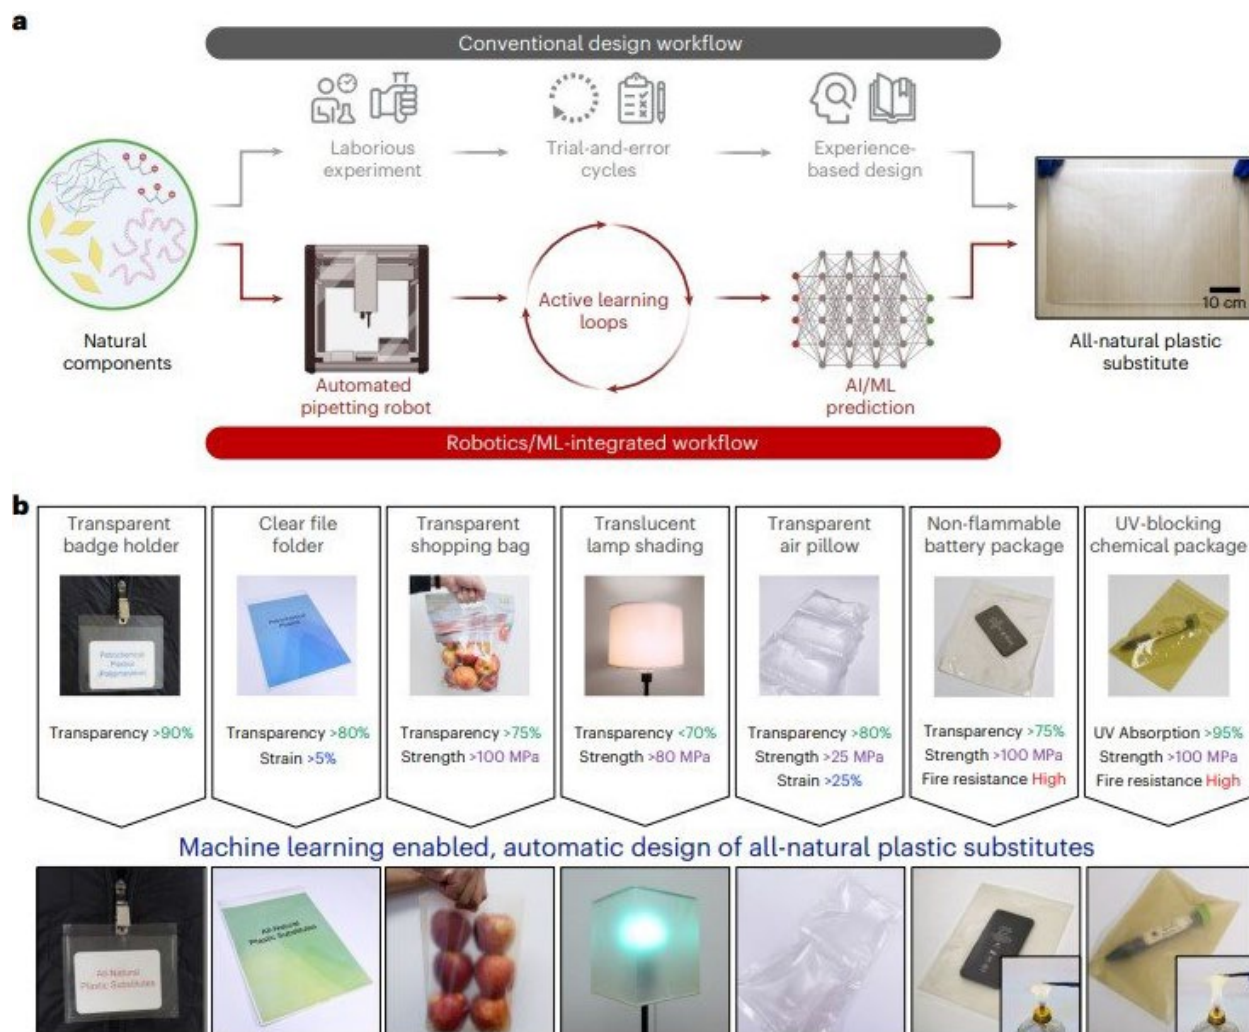 a
Conventional design workflow
Laborious
experiment
Trial-and-error
cycles
Experience-
based design
Natural
components
Active learning
loops
10 cm
All-natural plastic
substitute
Automated
pipetting robot
AI/ML
prediction
Robotics/ML-integrated workflow
b
Transparent
badge holder
Clear file
folder
Transparent
shopping bag
Translucent
lamp shading
Transparent
air pillow
Non-flammable
battery package
UV-blocking
chemical package
Petrochemical
Plastic
Petrochemical
Plastic
Transparency >90%
Transparency >80%
Strain >5%
Transparency >75%
Strength >100 MPa
Transparency <70%
Strength >80 MPa
Transparency >80%
Strength >25 MPa
Strain >25%
Transparency >75%
Strength >100 MPa
Fire resistance High
UV Absorption >95%
Strength >100 MPa
Fire resistance High
Machine learning enabled, automatic design of all-natural plastic substitutes
All-Natural
Plastic Substitutes
All-Natural
Plastic Substitutes